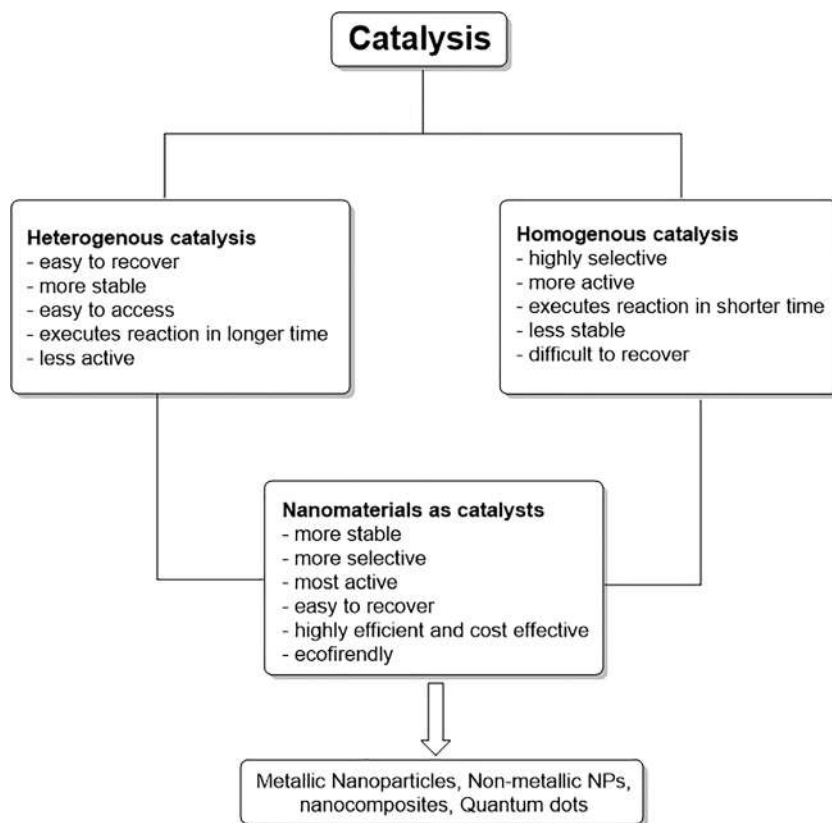 Catalysis
Heterogenous catalysis
- easy to recover
- more stable
- easy to access
- executes reaction in longer time
- less active
Homogenous catalysis
- highly selective
- more active
- executes reaction in shorter time
- less stable
- difficult to recover
Nanomaterials as catalysts
- more stable
- more selective
- most active
- easy to recover
- highly efficient and cost effective
- ecofirendly
Metallic Nanoparticles, Non-metallic NPs,
nanocomposites, Quantum dots